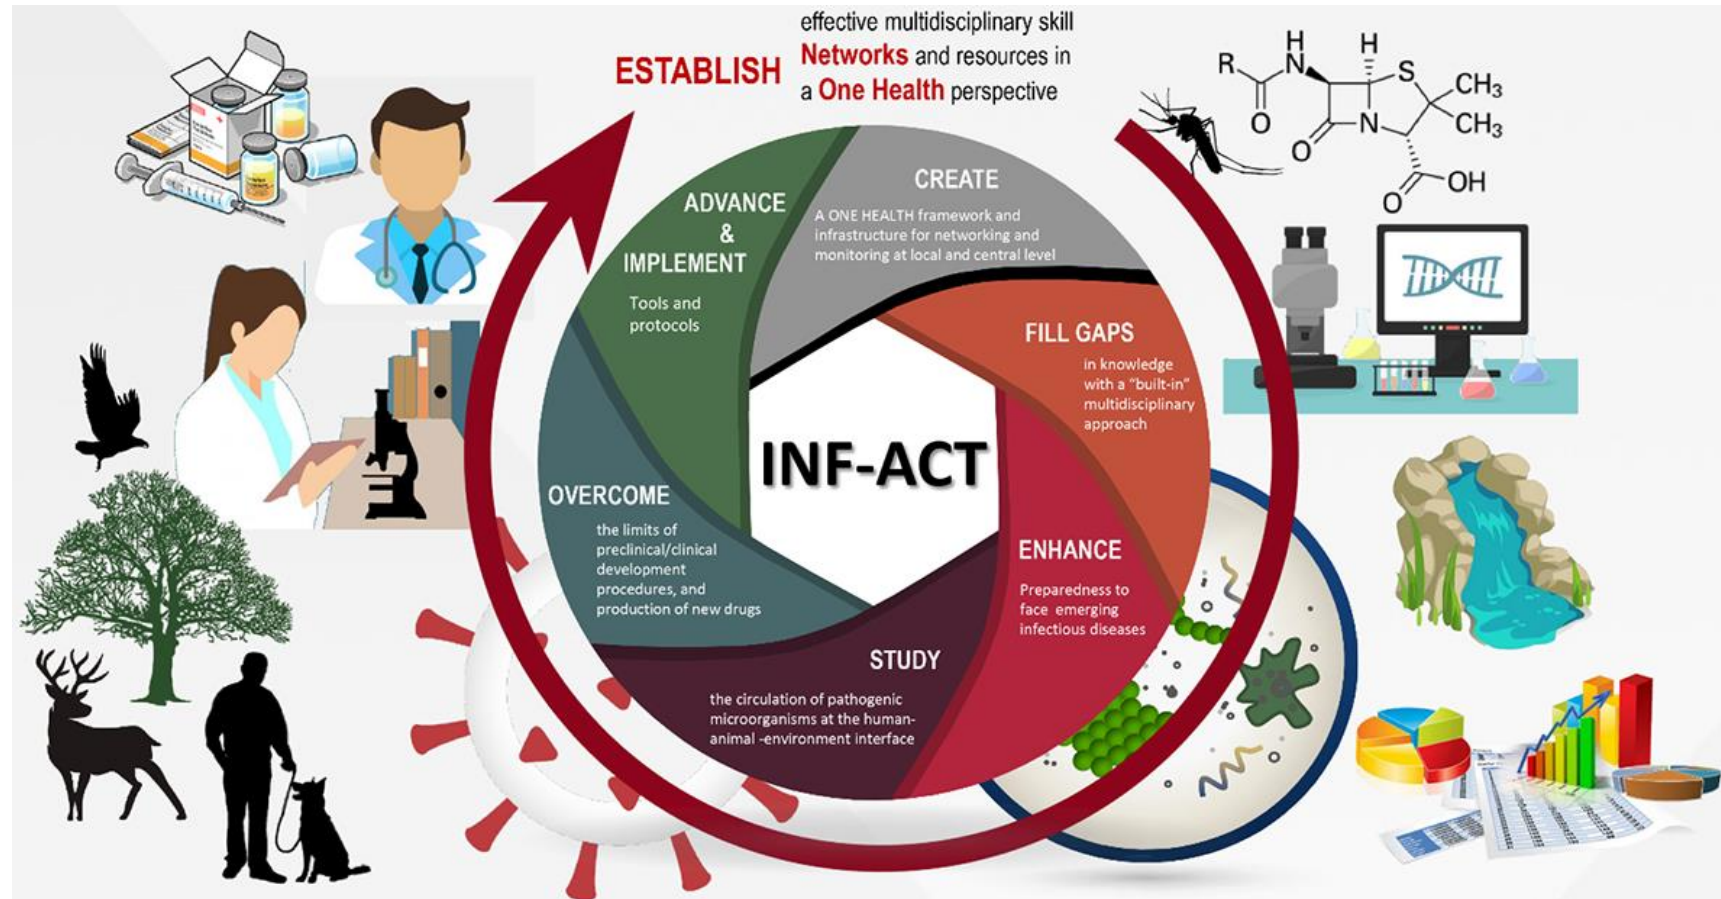 ESTABLISH
effective multidisciplinary skill
Networks and resources in
a One Health perspective
CREATE
A ONE HEALTH framework and
infrastructure for networking and
monitoring at local and central level
FILL GAPS
in knowledge
with a “built-in”
multidisciplinary
approach
ENHANCE
Preparedness to
face emerging
infectious diseases
STUDY
the circulation of pathogenic
microorganisms at the human-
animal -environment interface
OVERCOME
the limits of
preclinical/clinical
development
procedures, and
production of new drugs
ADVANCE
&
IMPLEMENT
Tools and
protocols
INF-ACT
H
H
R
N
S
CH3
CH3
O
N
O
OH
O